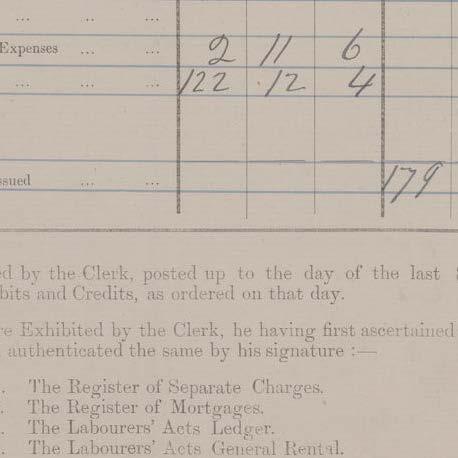 ... ... ...
Expenses ... ... 2 11 6
... ... ... 122 . 12 4
ssued ... ... 179
ed by the Clerk, posted up to the day of the last
bits and Credits, as ordered on that day.
re Exhibited by the Clerk, he having first ascertained
authenticated the same by his signature :—
. The Register of Separate Charges.
. The Register of Mortgages.
. The Labourers' Acts Ledger.
. The Labourers' Acts General Rental.